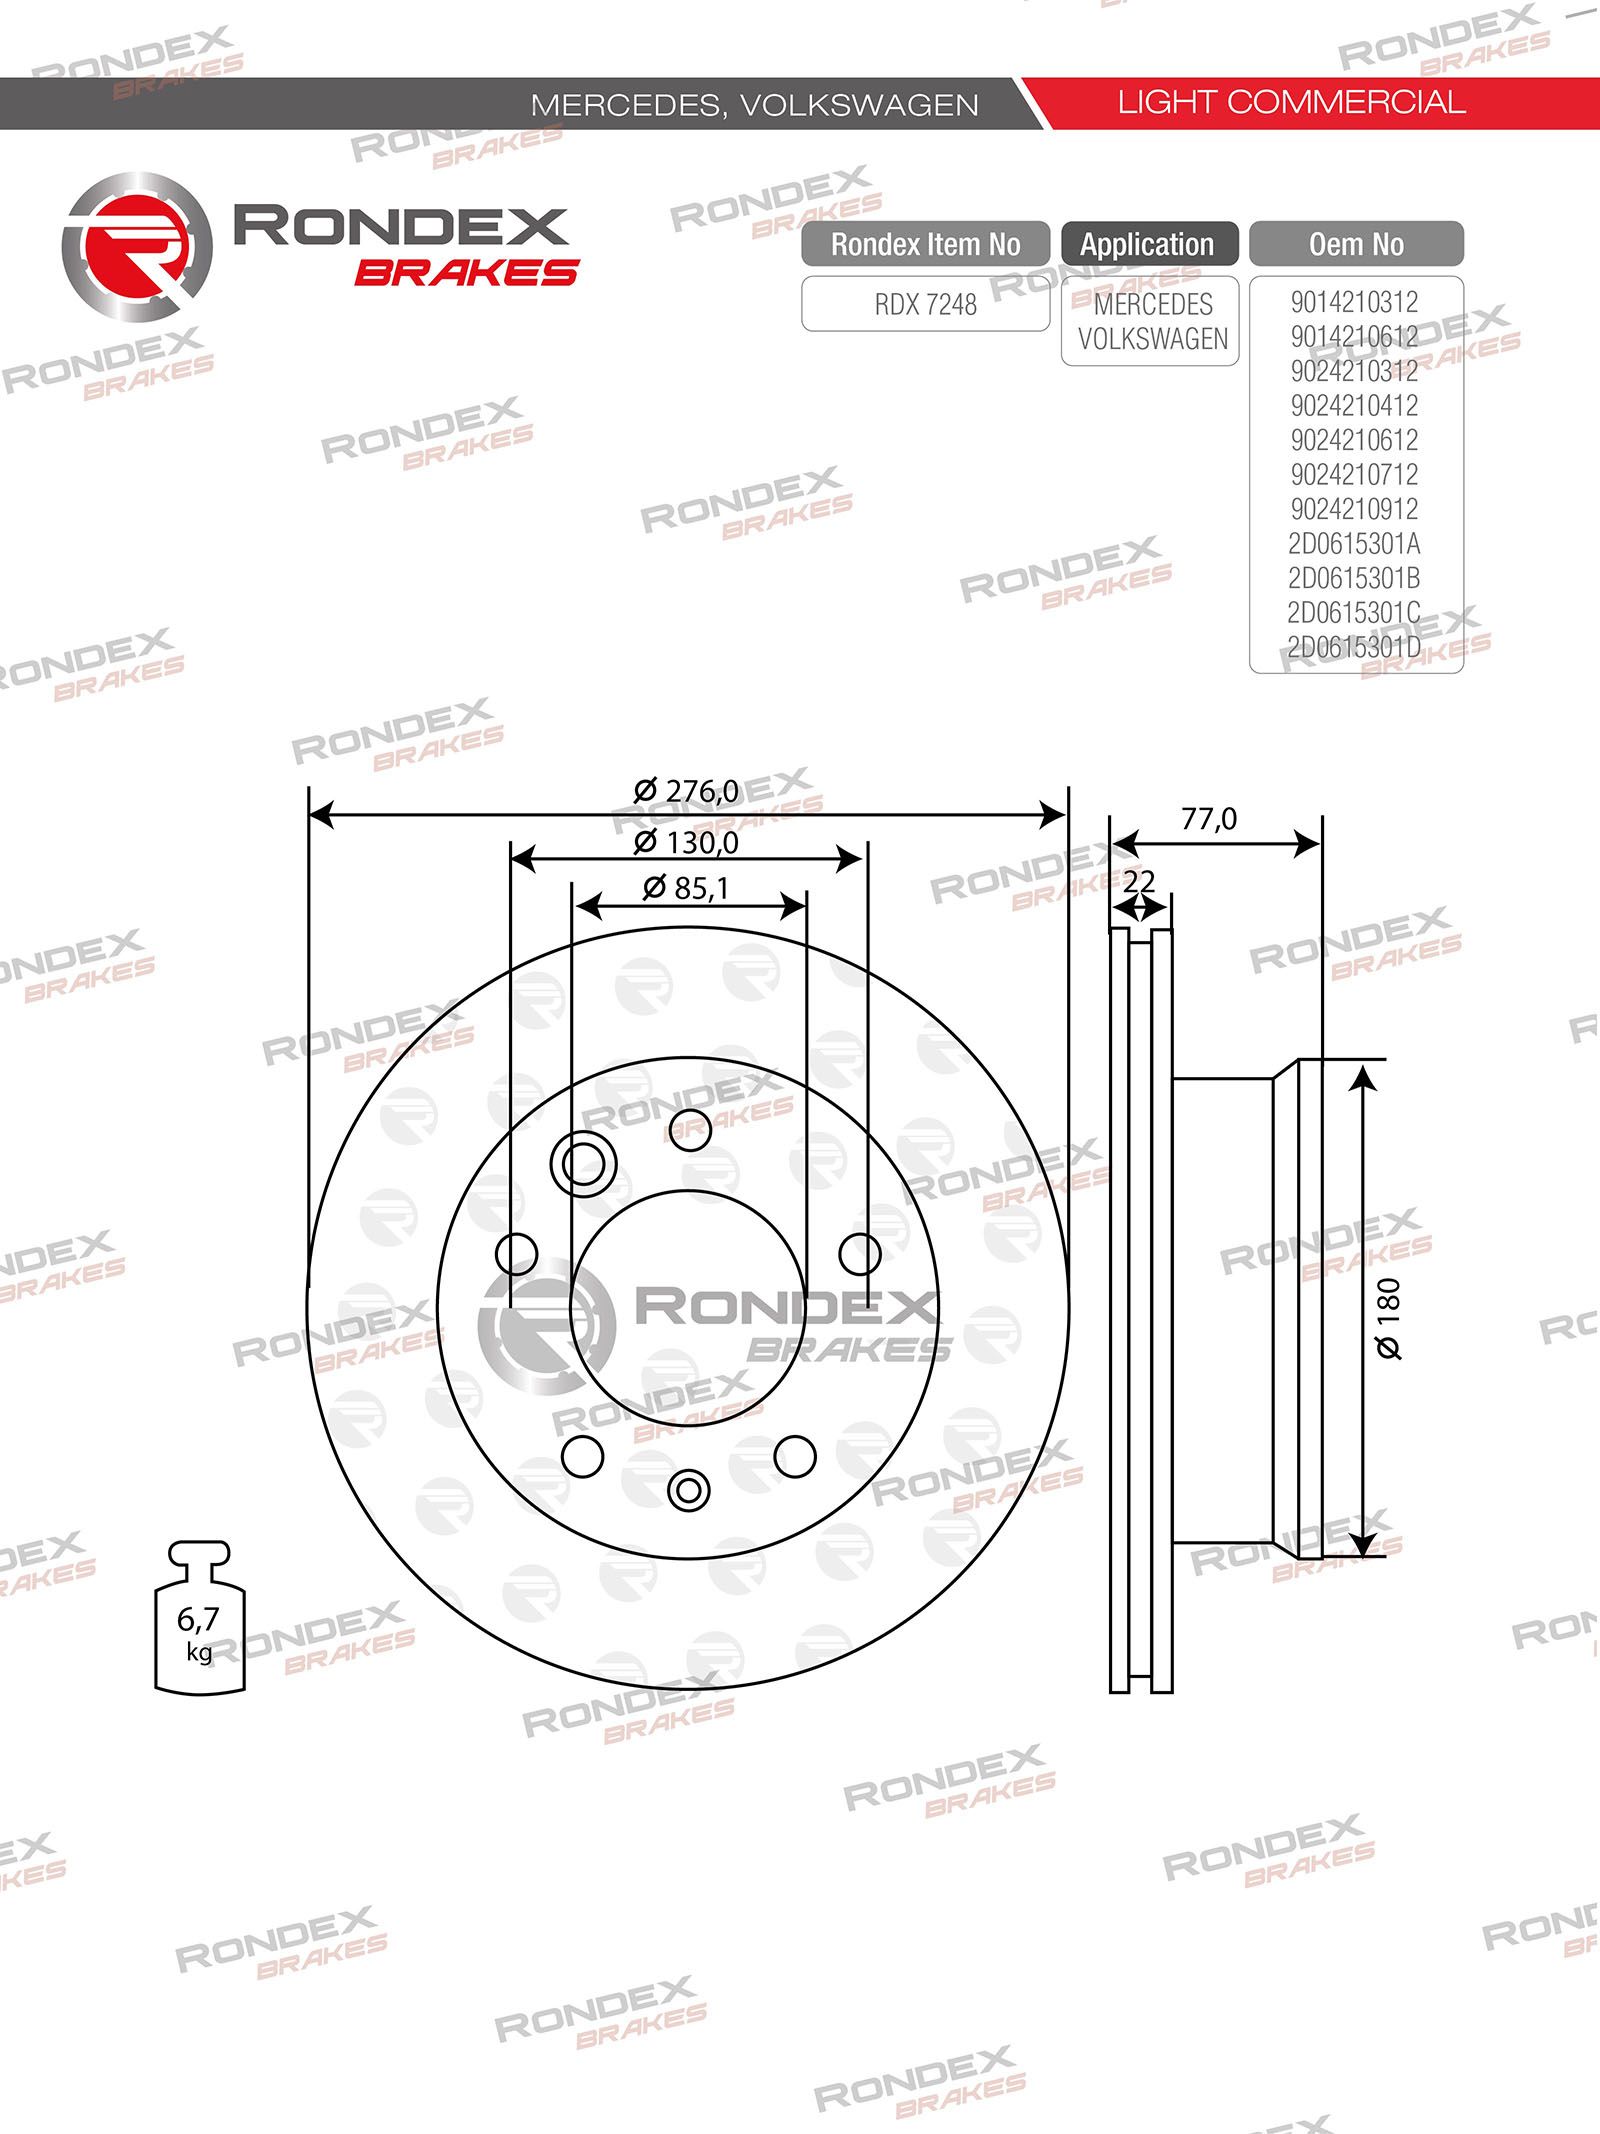 MERCEDES, VOLKSWAGEN
LIGHT COMMERCIAL
RONDEX
BRAKES
Rondex Item No
RDX 7248
Application
MERCEDES
VOLKSWAGEN
Oem No
9014210312
9014210612
9024210312
9024210412
9024210612
9024210712
9024210912
2D0615301A
2D0615301B
2D0615301C
2D0615301D
Ø 276,0
Ø 130,0
Ø 85,1
77,0
22
Ø 180
RONDEX
BRAKES
6,7
kg